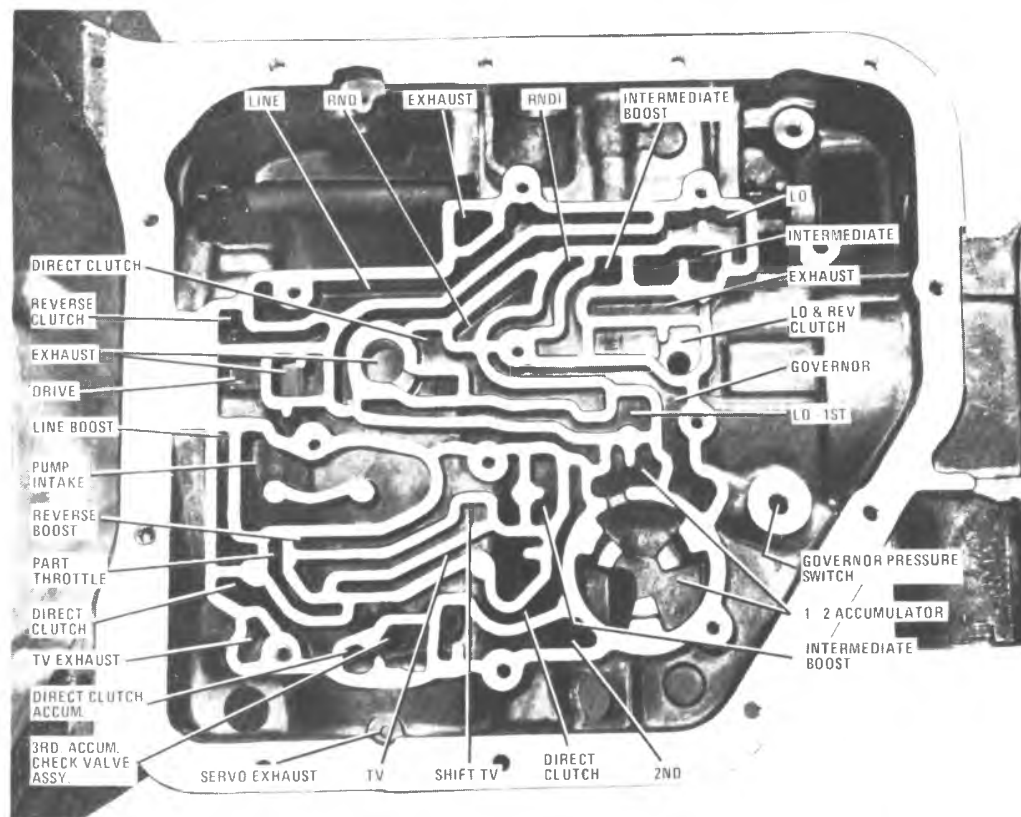 LINE
RND
EXHAUST
RNDI
INTERMEDIATE
BOOST
LO
INTERMEDIATE
EXHAUST
LO & REV
CLUTCH
GOVERNOR
LO - 1ST
DIRECT CLUTCH
REVERSE
CLUTCH
EXHAUST
DRIVE
LINE BOOST
PUMP
INTAKE
REVERSE
BOOST
PART
THROTTLE
DIRECT
CLUTCH
TV EXHAUST
DIRECT CLUTCH
ACCUM.
3RD. ACCUM.
CHECK VALVE
ASSY.
SERVO EXHAUST
TV
SHIFT TV
DIRECT
CLUTCH
2ND
GOVERNOR PRESSURE
SWITCH
1 2 ACCUMULATOR
INTERMEDIATE
BOOST